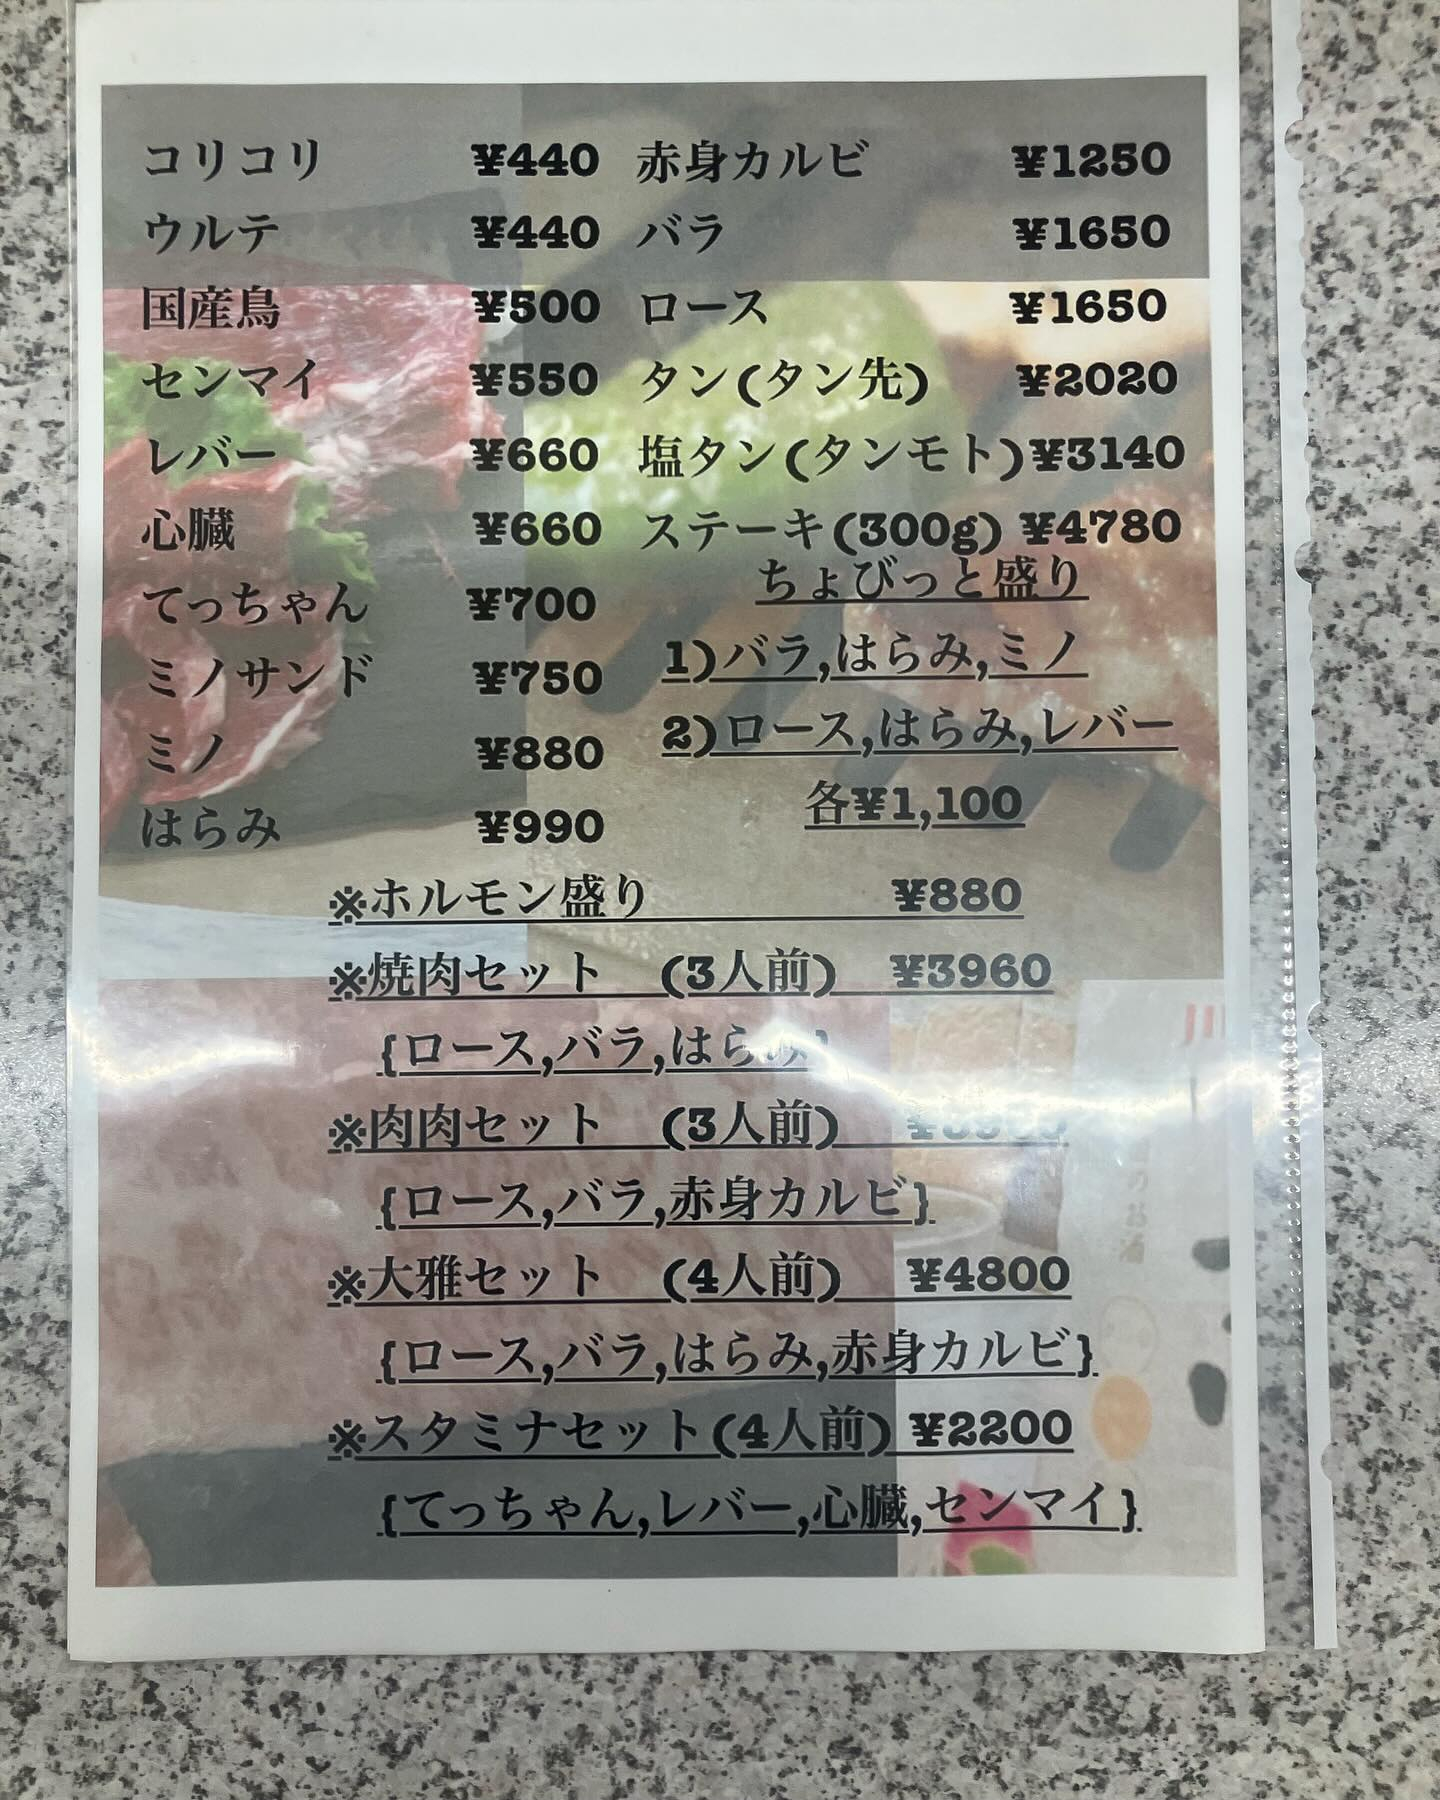 コリコリ ¥440 赤身カルビ ¥1250
ウルテ ¥440 バラ ¥1650
国産鳥 ¥500 ロース ¥1650
センマイ ¥550 タン(タン先) ¥2020
レバー ¥660 塩タン(タンモト) ¥3140
心臓 ¥660 ステーキ(300g) ¥4780
てっちゃん ¥700 ちょびっと盛り
ミノサンド ¥750 1)バラ,はらみ,ミノ
ミノ ¥880 2)ロース,はらみ,レバー
はらみ ¥990 各¥1,100
※ホルモン盛り ¥880
※焼肉セット (3人前) ¥3960
{ロース,バラ,はらみ}
※肉肉セット (3人前)
{ロース,バラ,赤身カルビ}
※大雅セット (4人前) ¥4800
{ロース,バラ,はらみ,赤身カルビ}
※スタミナセット(4人前) ¥2200
{てっちゃん,レバー,心臓,センマイ}